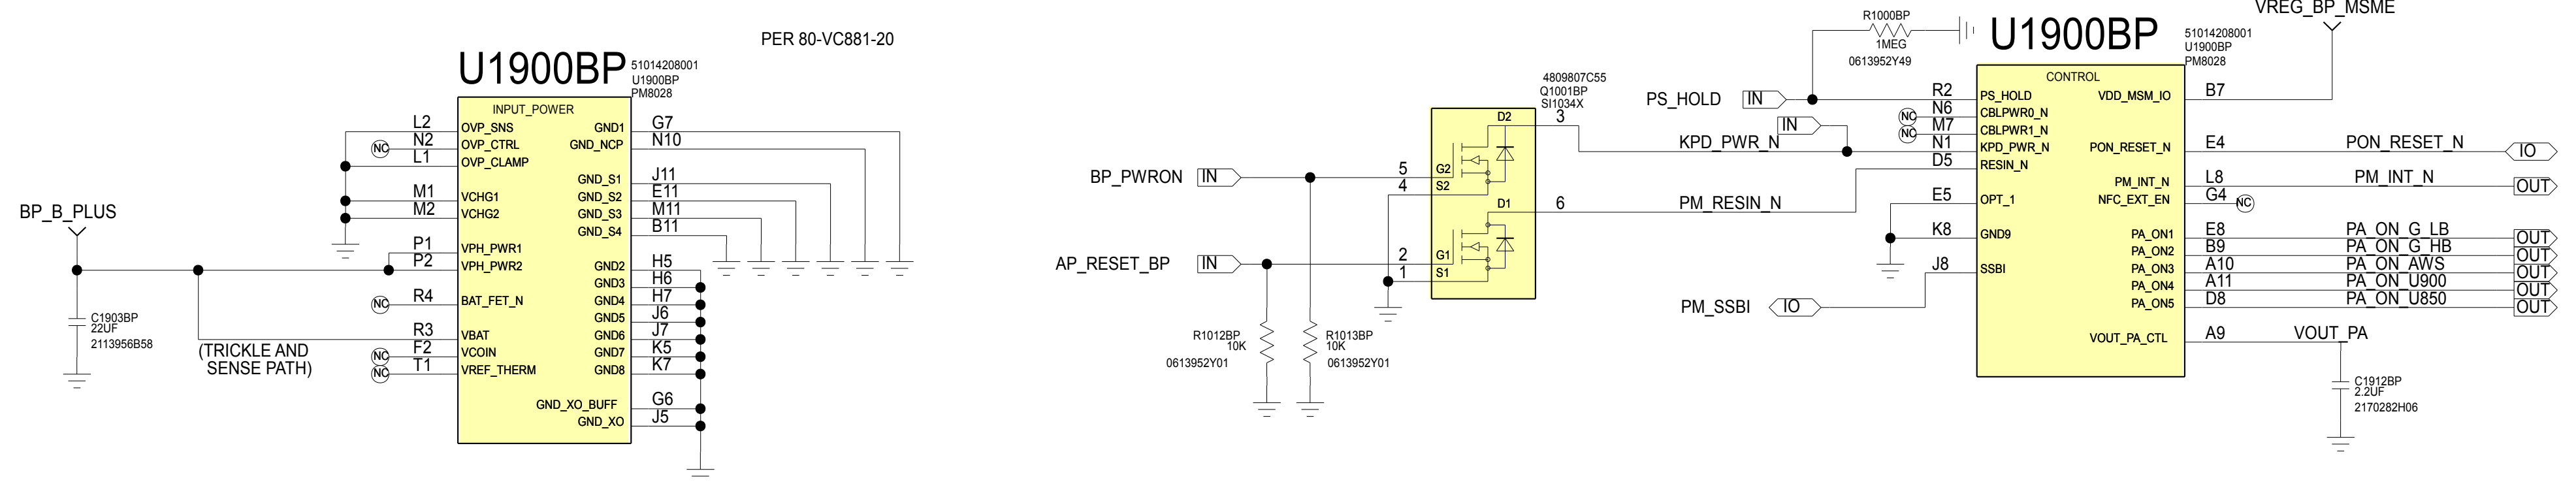 PER 80-VC881-20
U1900BP
51014208001
U1900BP
PM8028
INPUT_POWER
L2 OVP_SNS
NC N2 OVP_CTRL
L1 OVP_CLAMP
M1 VCHG1
M2 VCHG2
BP_B_PLUS
P1 VPH_PWR1
P2 VPH_PWR2
NC R4 BAT_FET_N
R3 VBAT
NC F2 VCOIN
NC T1 VREF_THERM
C1903BP
22UF
2113956B58
(TRICKLE AND
SENSE PATH)
GND1 G7
GND_NCP N10
GND_S1 J11
GND_S2 E11
GND_S3 M11
GND_S4 B11
GND2 H5
GND3 H6
GND4 H7
GND5 J6
GND6 J7
GND7 K5
GND8 K7
GND_XO_BUFF G6
GND_XO J5
BP_PWRON IN
AP_RESET_BP IN
R1012BP
10K
0613952Y01
R1013BP
10K
0613952Y01
4809807C55
Q1001BP
SI1034X
D2 3
5 G2
4 S2
D1 6
2 G1
1 S1
R1000BP
1MEG
0613952Y49
PS_HOLD IN
IN
KPD_PWR_N
PM_RESIN_N
PM_SSBI IO
U1900BP
51014208001
U1900BP
PM8028
VREG_BP_MSME
CONTROL
R2 PS_HOLD
NC N6 CBLPWR0_N
NC M7 CBLPWR1_N
N1 KPD_PWR_N
D5 RESIN_N
E5 OPT_1
K8 GND9
J8 SSBI
VDD_MSM_IO B7
PON_RESET_N E4 PON_RESET_N IO
PM_INT_N L8 PM_INT_N OUT
NFC_EXT_EN G4 NC
PA_ON1 E8 PA_ON_G_LB OUT
PA_ON2 B9 PA_ON_G_HB OUT
PA_ON3 A10 PA_ON_AWS OUT
PA_ON4 A11 PA_ON_U900 OUT
PA_ON5 D8 PA_ON_U850 OUT
VOUT_PA_CTL A9 VOUT_PA
C1912BP
2.2UF
2170282H06